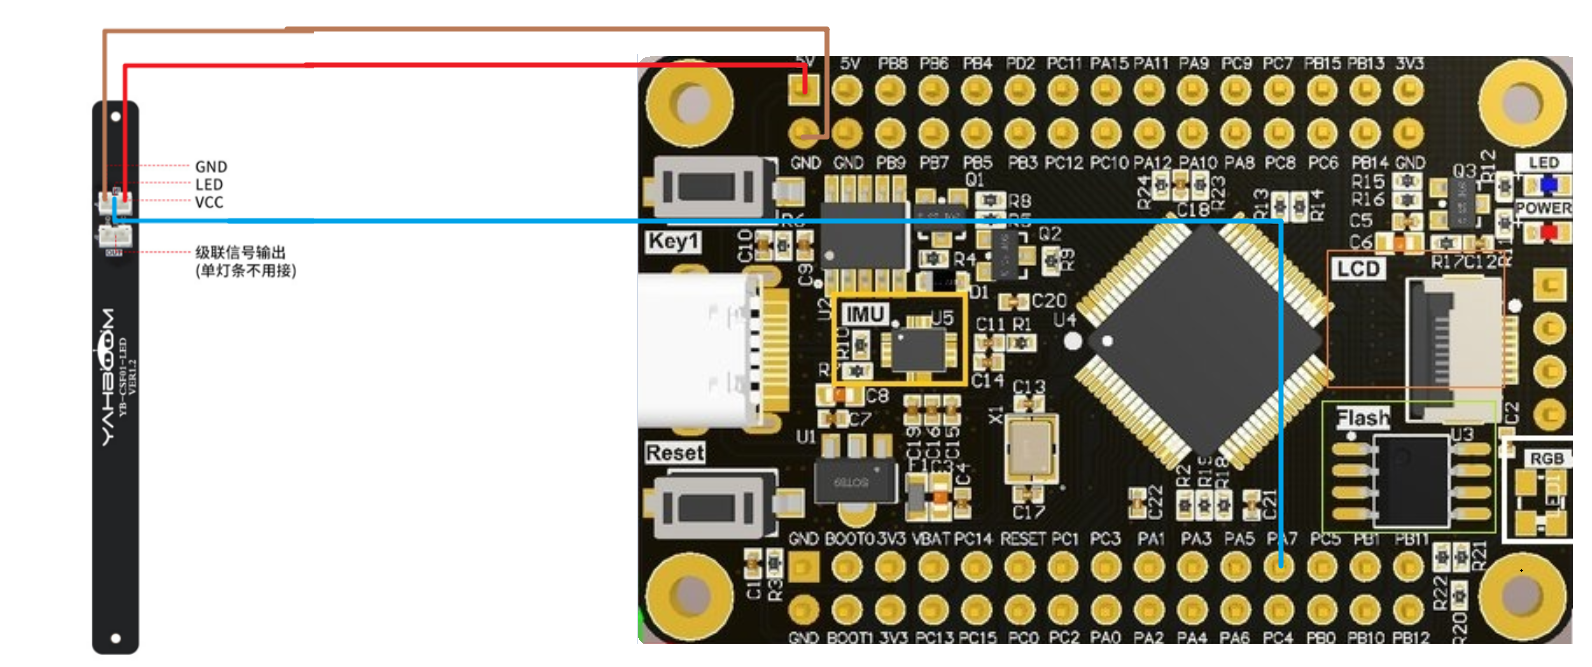 5V 5V PB8 PB6 PB4 PD2 PC11 PA15 PA11 PA9 PC9 PC7 PB15 PB13 3V3
GND GND PB9 PB7 PB5 PB3 PC12 PC10 PA12 PA10 PA8 PC8 PC6 PB14 GND
GND
LED
VCC
级联信号输出
(单灯条不用接)
OUT
YAHBOOM
YB-CSF01-LED
VER1.2
Q1
R8
R24
C18
R23
R13
R14
R15
R16
C5
C6
Q3
R12
LED
POWER
Key1
C10
R6
C9
Q2
R9
R4
D1
C20
R17
C12
LCD
U2
IMU
U5
R10
C11
R1
C14
U4
C8
C7
C13
X1
U1
C19
C16
C15
C4
C17
SOT89
Flash
U3
C2
RGB
LED1
Reset
C22
R2
R19
R18
C21
GND BOOT0 3V3 VBAT PC14 RESET PC1 PC3 PA1 PA3 PA5 PA7 PC5 PB1 PB11
R3
R21
R22
R20
GND BOOT1 3V3 PC13 PC15 PC0 PC2 PA0 PA2 PA4 PA6 PC4 PB0 PB10 PB12